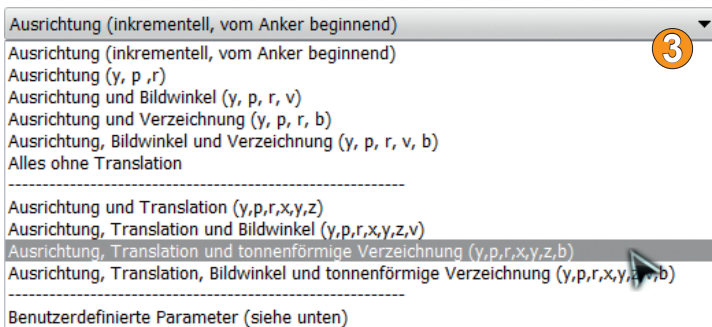 Ausrichtung (inkrementell, vom Anker beginnend)
3
Ausrichtung (inkrementell, vom Anker beginnend)
Ausrichtung (y, p ,r)
Ausrichtung und Bildwinkel (y, p, r, v)
Ausrichtung und Verzeichnung (y, p, r, b)
Ausrichtung, Bildwinkel und Verzeichnung (y, p, r, v, b)
Alles ohne Translation
------------------------------------------------------------
Ausrichtung und Translation (y,p,r,x,y,z)
Ausrichtung, Translation und Bildwinkel (y,p,r,x,y,z,v)
Ausrichtung, Translation und tonnenförmige Verzeichnung (y,p,r,x,y,z,b)
Ausrichtung, Translation, Bildwinkel und tonnenförmige Verzeichnung (y,p,r,x,y,z,v,b)
------------------------------------------------------------
Benutzerdefinierte Parameter (siehe unten)